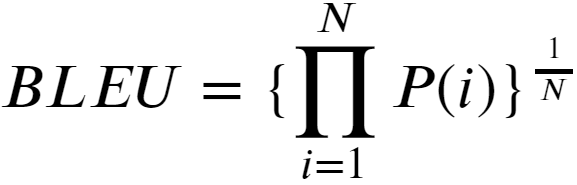 BLEU = {∏_{i=1}^{N} P(i)}^{1/N}